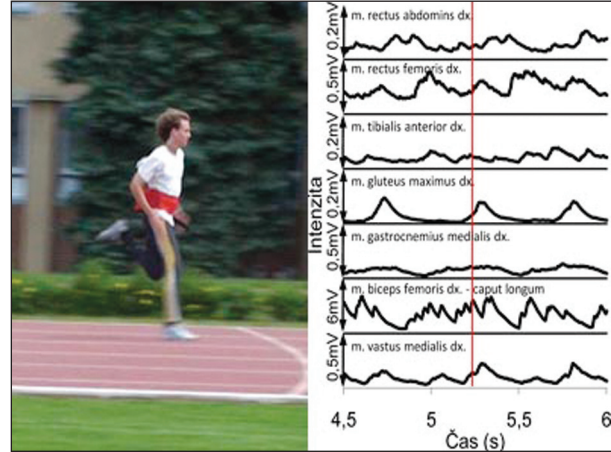 Intenzita
0,2mV
m. rectus abdomins dx.
0,5mV
m. rectus femoris dx.
0,2mV
m. tibialis anterior dx.
0,2mV
m. gluteus maximus dx.
0,5mV
m. gastrocnemius medialis dx.
6mV
m. biceps femoris dx. - caput longum
0,5mV
m. vastus medialis dx.
4,5 5 5,5 6
Čas (s)